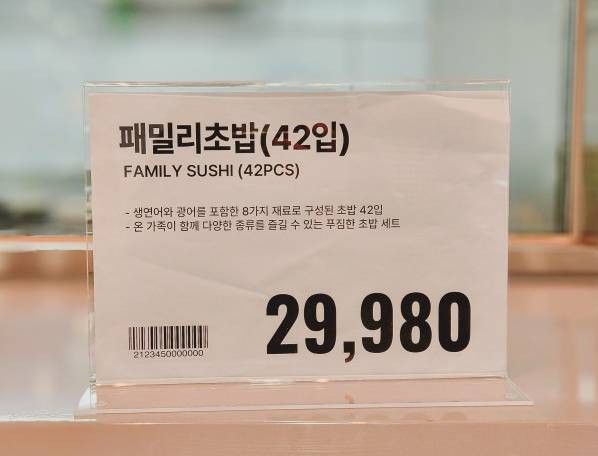 패밀리초밥(42입)
FAMILY SUSHI (42PCS)
- 생연어와 광어를 포함한 8가지 재료로 구성된 초밥 42입
- 온 가족이 함께 다양한 종류를 즐길 수 있는 푸짐한 초밥 세트
29,980
2123450000000